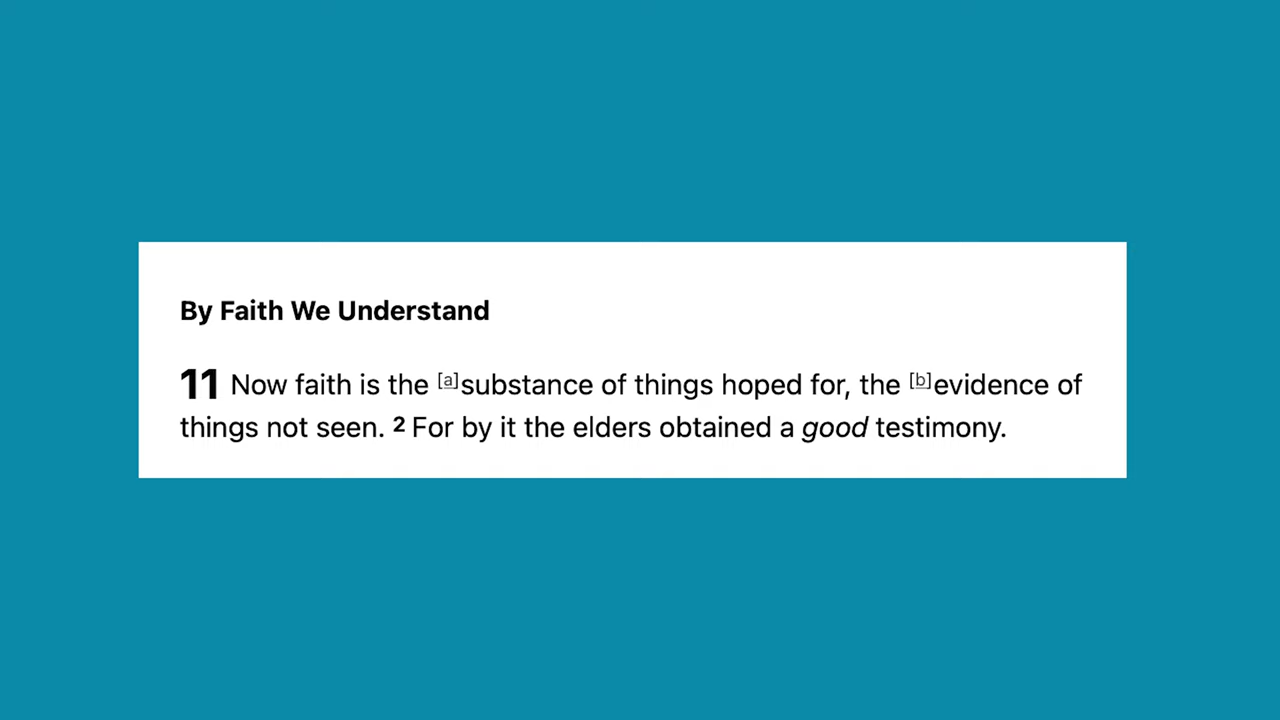 By Faith We Understand
11 Now faith is the [a]substance of things hoped for, the [b]evidence of
things not seen. 2 For by it the elders obtained a good testimony.